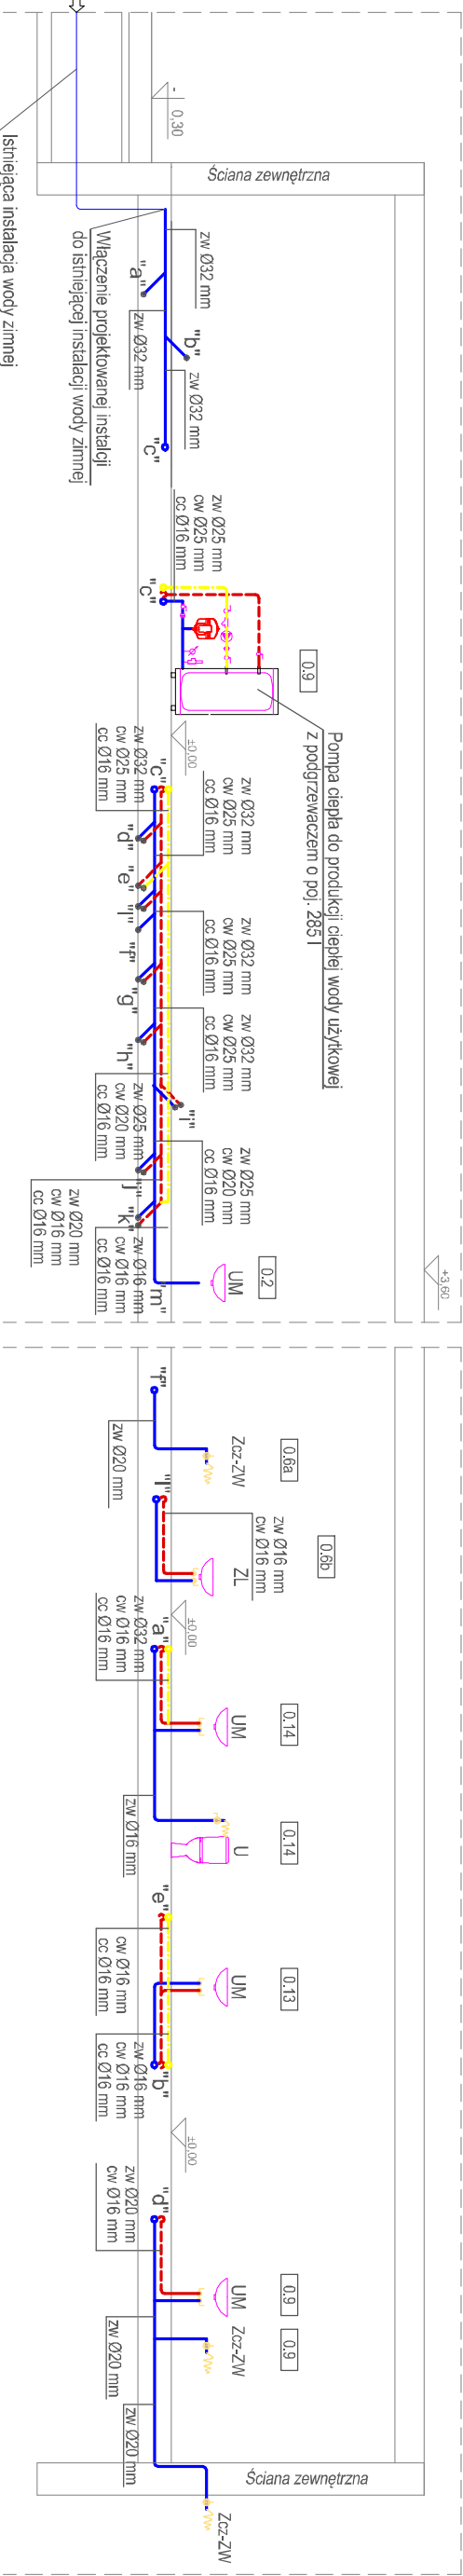 Istniejąca instalacja wody zimnej
-
0,30
Ściana zewnętrzna
zw Ø32 mm
"a"
zw Ø32 mm
"b"
zw Ø32 mm
"c"
Włączenie projektowanej instalcji
do istniejącej instalacji wody zimnej
zw Ø25 mm
cw Ø25 mm
cc Ø16 mm
"c"
0.9
Pompa ciepła do produkcji ciepłej wody użytkowej
z podgrzewaczem o poj. 285 l
±0,00
"c"
zw Ø32 mm
cw Ø25 mm
cc Ø16 mm
"d"
zw Ø32 mm
cw Ø25 mm
cc Ø16 mm
"e"
"l"
zw Ø32 mm
cw Ø25 mm
cc Ø16 mm
"f"
"g"
zw Ø32 mm
cw Ø25 mm
cc Ø16 mm
"h"
zw Ø25 mm
cw Ø20 mm
cc Ø16 mm
"i"
zw Ø25 mm
cw Ø20 mm
cc Ø16 mm
"j"
zw Ø20 mm
cw Ø16 mm
cc Ø16 mm
"k"
zw Ø16 mm
cw Ø16 mm
cc Ø16 mm
"m"
UM
0.2
+3,60
"f"
zw Ø20 mm
Zcz-ZW
0.6a
"l"
zw Ø16 mm
cw Ø16 mm
ZL
0.6b
±0,00
"a"
zw Ø32 mm
cw Ø16 mm
cc Ø16 mm
UM
0.14
zw Ø16 mm
U
0.14
"e"
cw Ø16 mm
cc Ø16 mm
UM
0.13
zw Ø16 mm
cw Ø16 mm
cc Ø16 mm
"b"
±0,00
"d"
zw Ø20 mm
cw Ø16 mm
UM
0.9
Zcz-ZW
0.9
zw Ø20 mm
zw Ø20 mm
Ściana zewnętrzna
Zcz-ZW